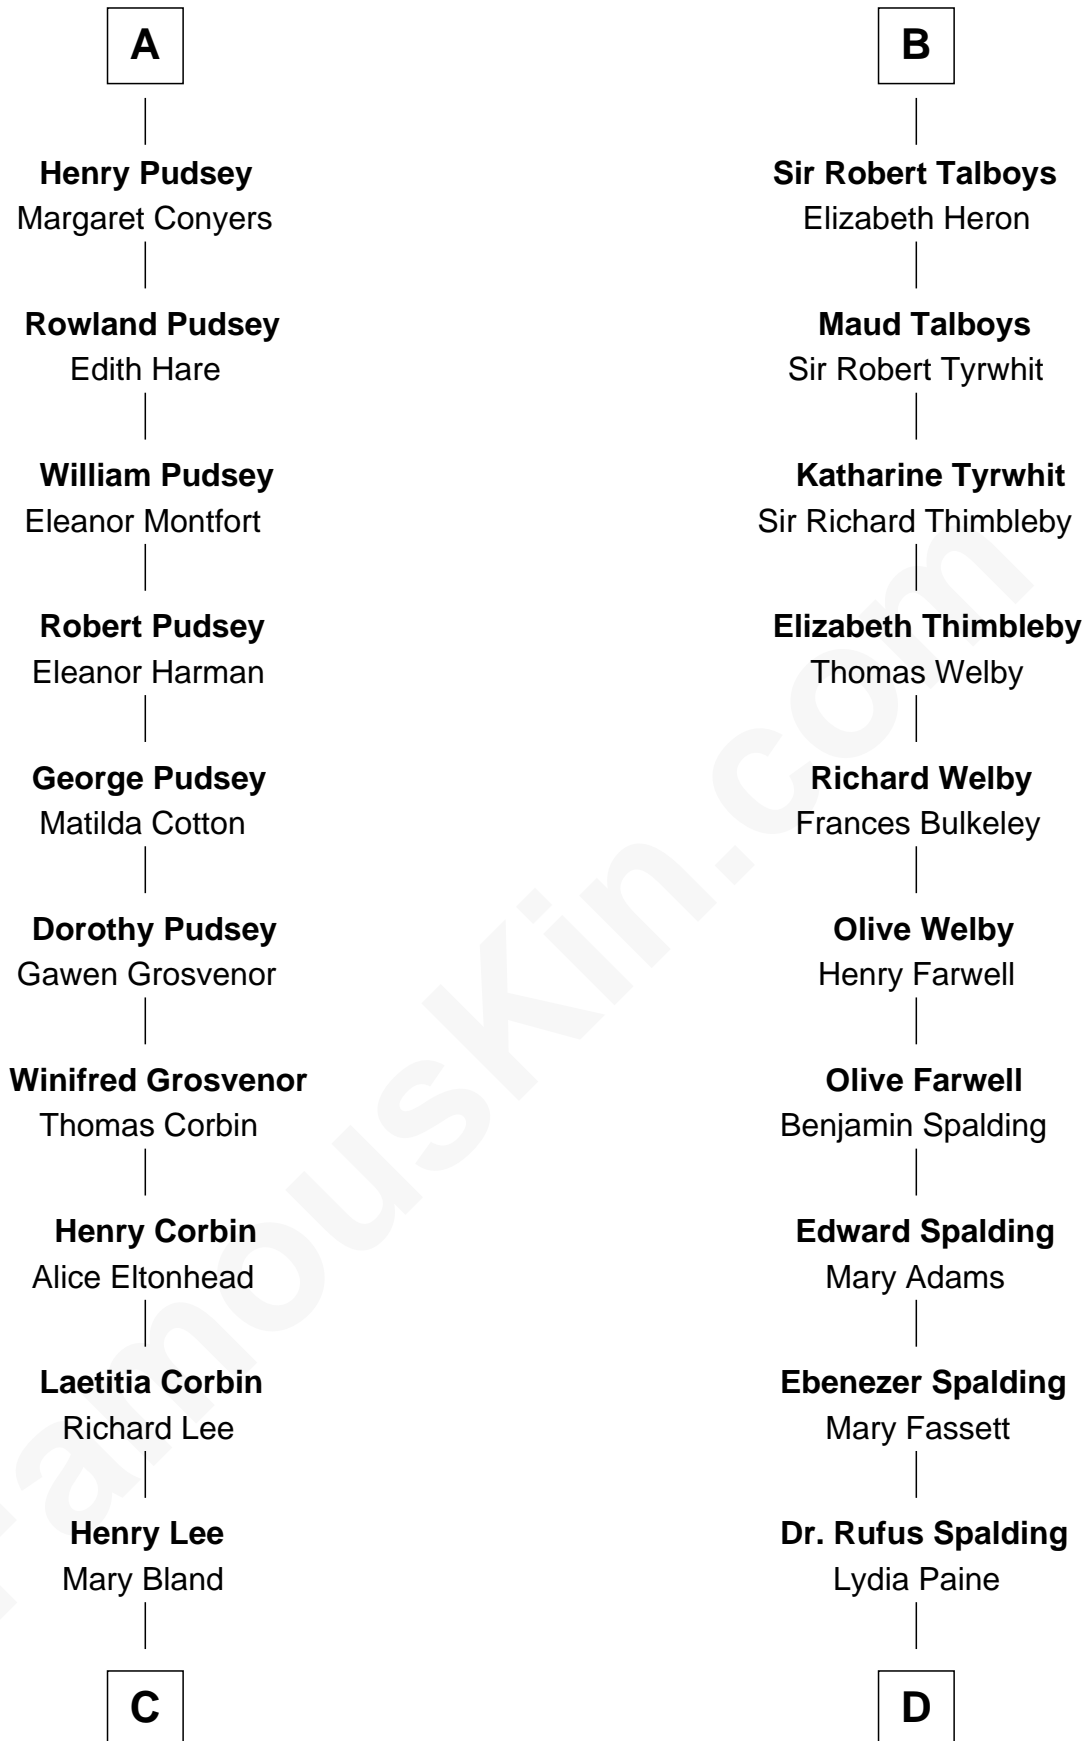 A
Henry Pudsey
Margaret Conyers
Rowland Pudsey
Edith Hare
William Pudsey
Eleanor Montfort
Robert Pudsey
Eleanor Harman
George Pudsey
Matilda Cotton
Dorothy Pudsey
Gawen Grosvenor
Winifred Grosvenor
Thomas Corbin
Henry Corbin
Alice Eltonhead
Laetitia Corbin
Richard Lee
Henry Lee
Mary Bland
C
B
Sir Robert Talboys
Elizabeth Heron
Maud Talboys
Sir Robert Tyrwhit
Katharine Tyrwhit
Sir Richard Thimbleby
Elizabeth Thimbleby
Thomas Welby
Richard Welby
Frances Bulkeley
Olive Welby
Henry Farwell
Olive Farwell
Benjamin Spalding
Edward Spalding
Mary Adams
Ebenezer Spalding
Mary Fassett
Dr. Rufus Spalding
Lydia Paine
D
FamousKin.com